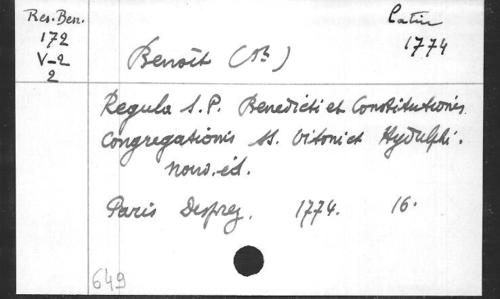 Res. Ben.
172
V-2
2
Latin
1774
Benoît (St)
Regula S. P. Benedicti et Constitutionis
Congregationis SS. Vitoni et Hydulphi.
nouv. éd.
Paris Desprez. 1774. 16.
649